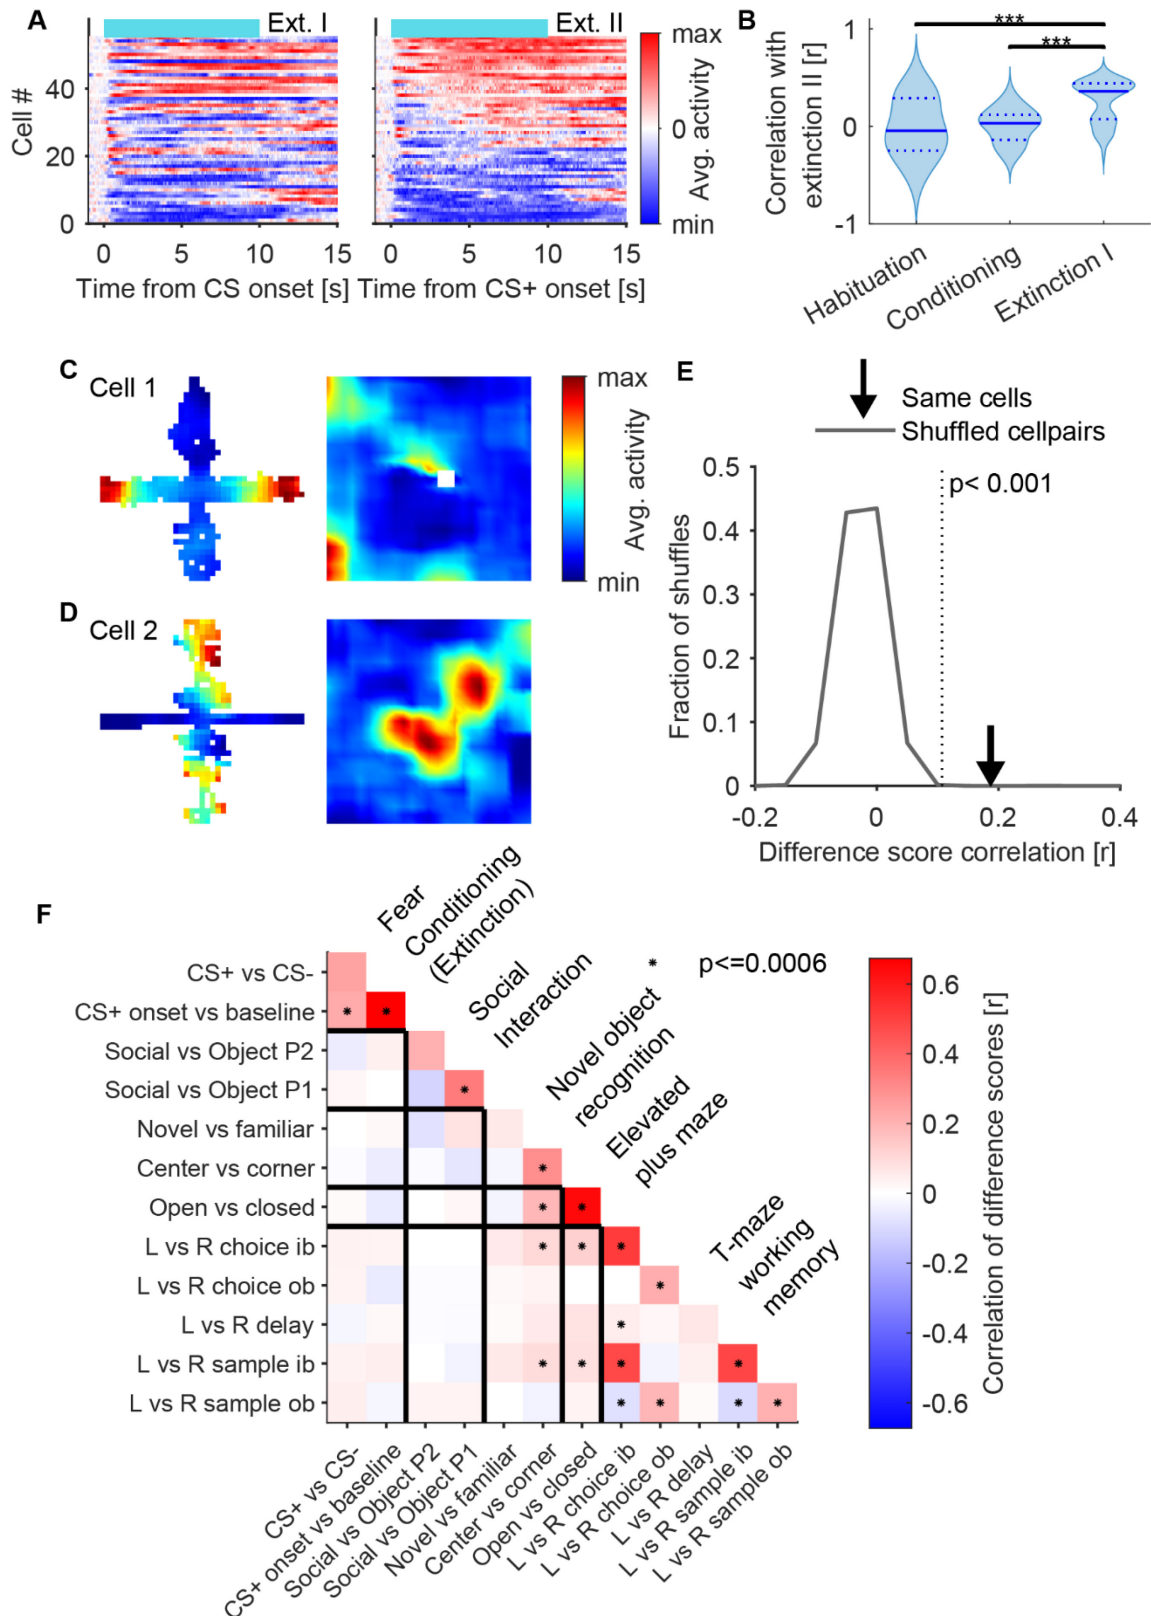 A
Ext. I
Ext. II
Cell #
40
20
0
0
5
10
15
0
5
10
15
Time from CS onset [s]
Time from CS+ onset [s]
max
0
min
Avg. activity
B
Correlation with
extinction II [r]
1
0
-1
***
***
Habituation
Conditioning
Extinction I
C
Cell 1
max
min
Avg. activity
D
Cell 2
E
Same cells
Shuffled cellpairs
p< 0.001
Fraction of shuffles
0.5
0.4
0.3
0.2
0.1
0
-0.2
0
0.2
0.4
Difference score correlation [r]
F
Fear
Conditioning
(Extinction)
Social
Interaction
Novel object
recognition
Elevated
plus maze
T-maze
working
memory
* p<=0.0006
CS+ vs CS-
CS+ onset vs baseline
Social vs Object P2
Social vs Object P1
Novel vs familiar
Center vs corner
Open vs closed
L vs R choice ib
L vs R choice ob
L vs R delay
L vs R sample ib
L vs R sample ob
CS+ vs CS-
CS+ onset vs baseline
Social vs Object P2
Social vs Object P1
Novel vs familiar
Center vs corner
Open vs closed
L vs R choice ib
L vs R choice ob
L vs R delay
L vs R sample ib
L vs R sample ob
0.6
0.4
0.2
0
-0.2
-0.4
-0.6
Correlation of difference scores [r]